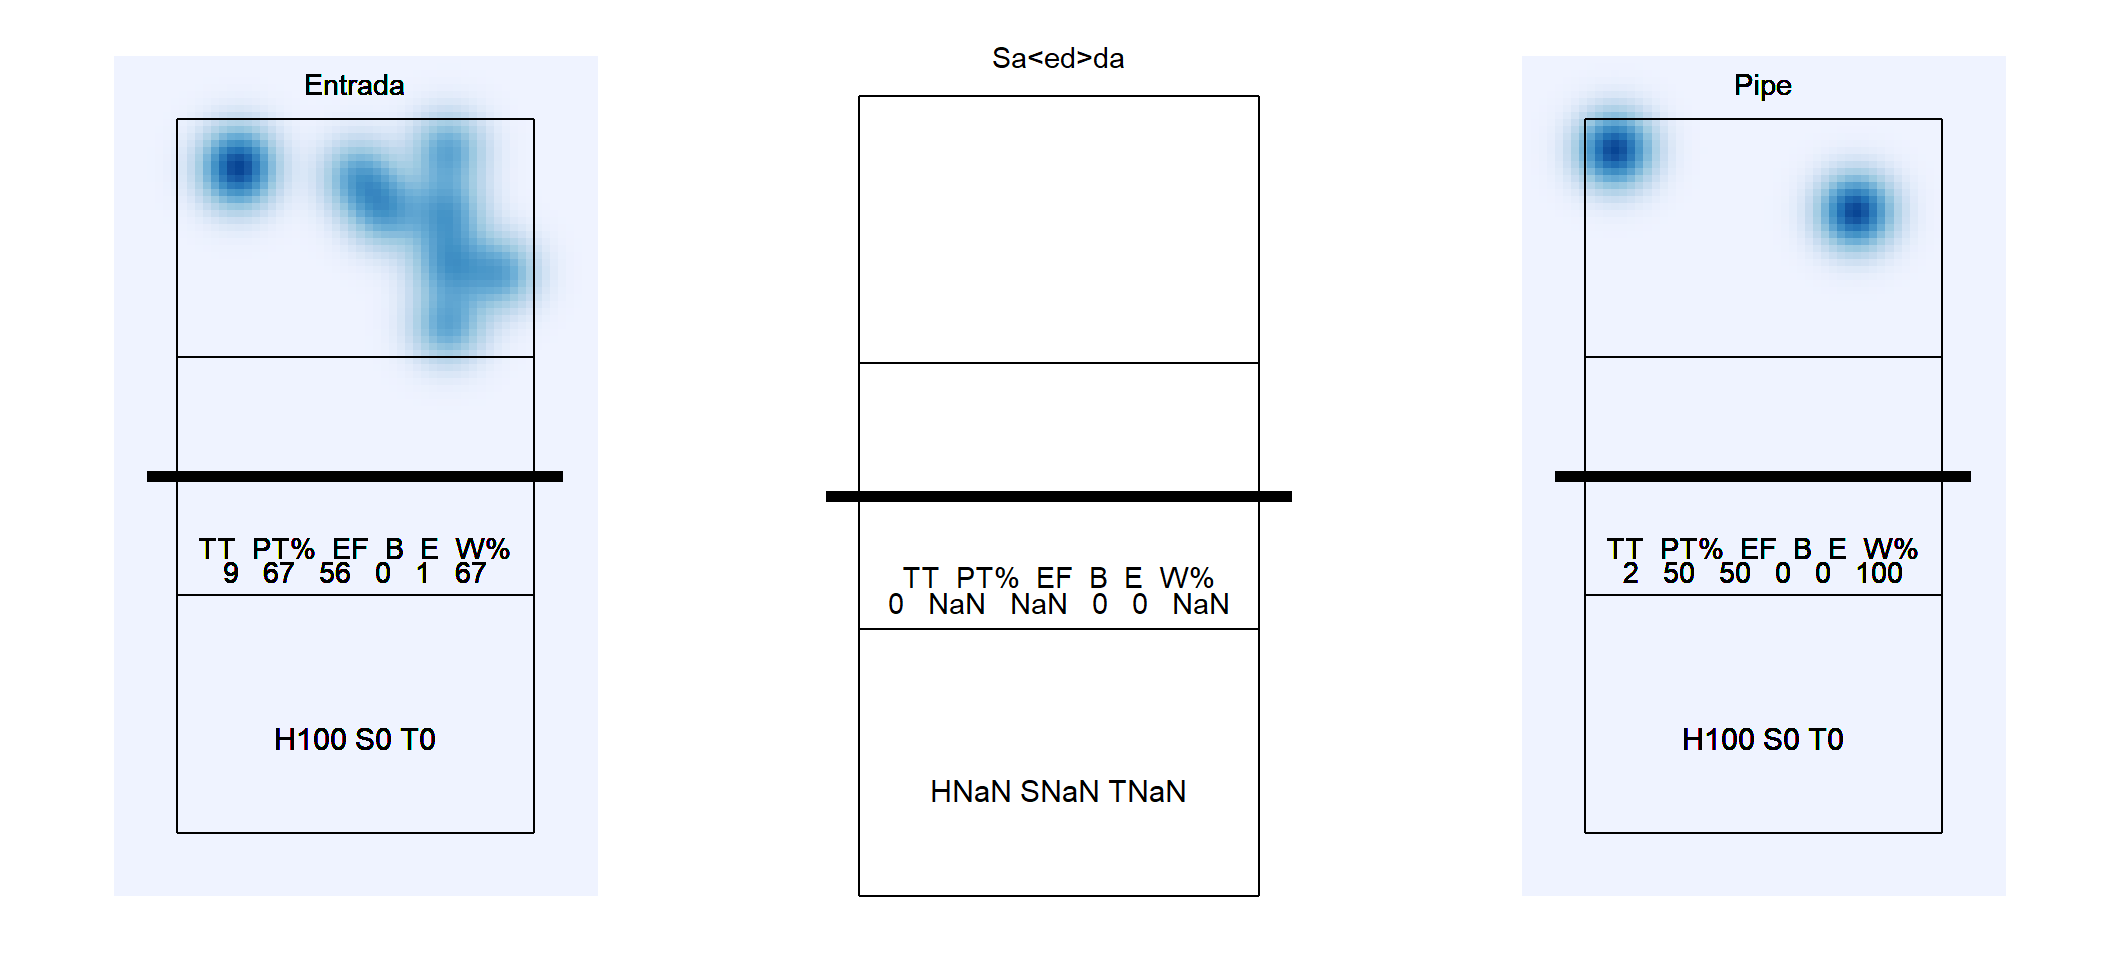 Entrada
TT PT% EF B E W%
9 67 56 0 1 67
H100 S0 T0
Sa<ed>da
TT PT% EF B E W%
0 NaN NaN 0 0 NaN
HNaN SNaN TNaN
Pipe
TT PT% EF B E W%
2 50 50 0 0 100
H100 S0 T0